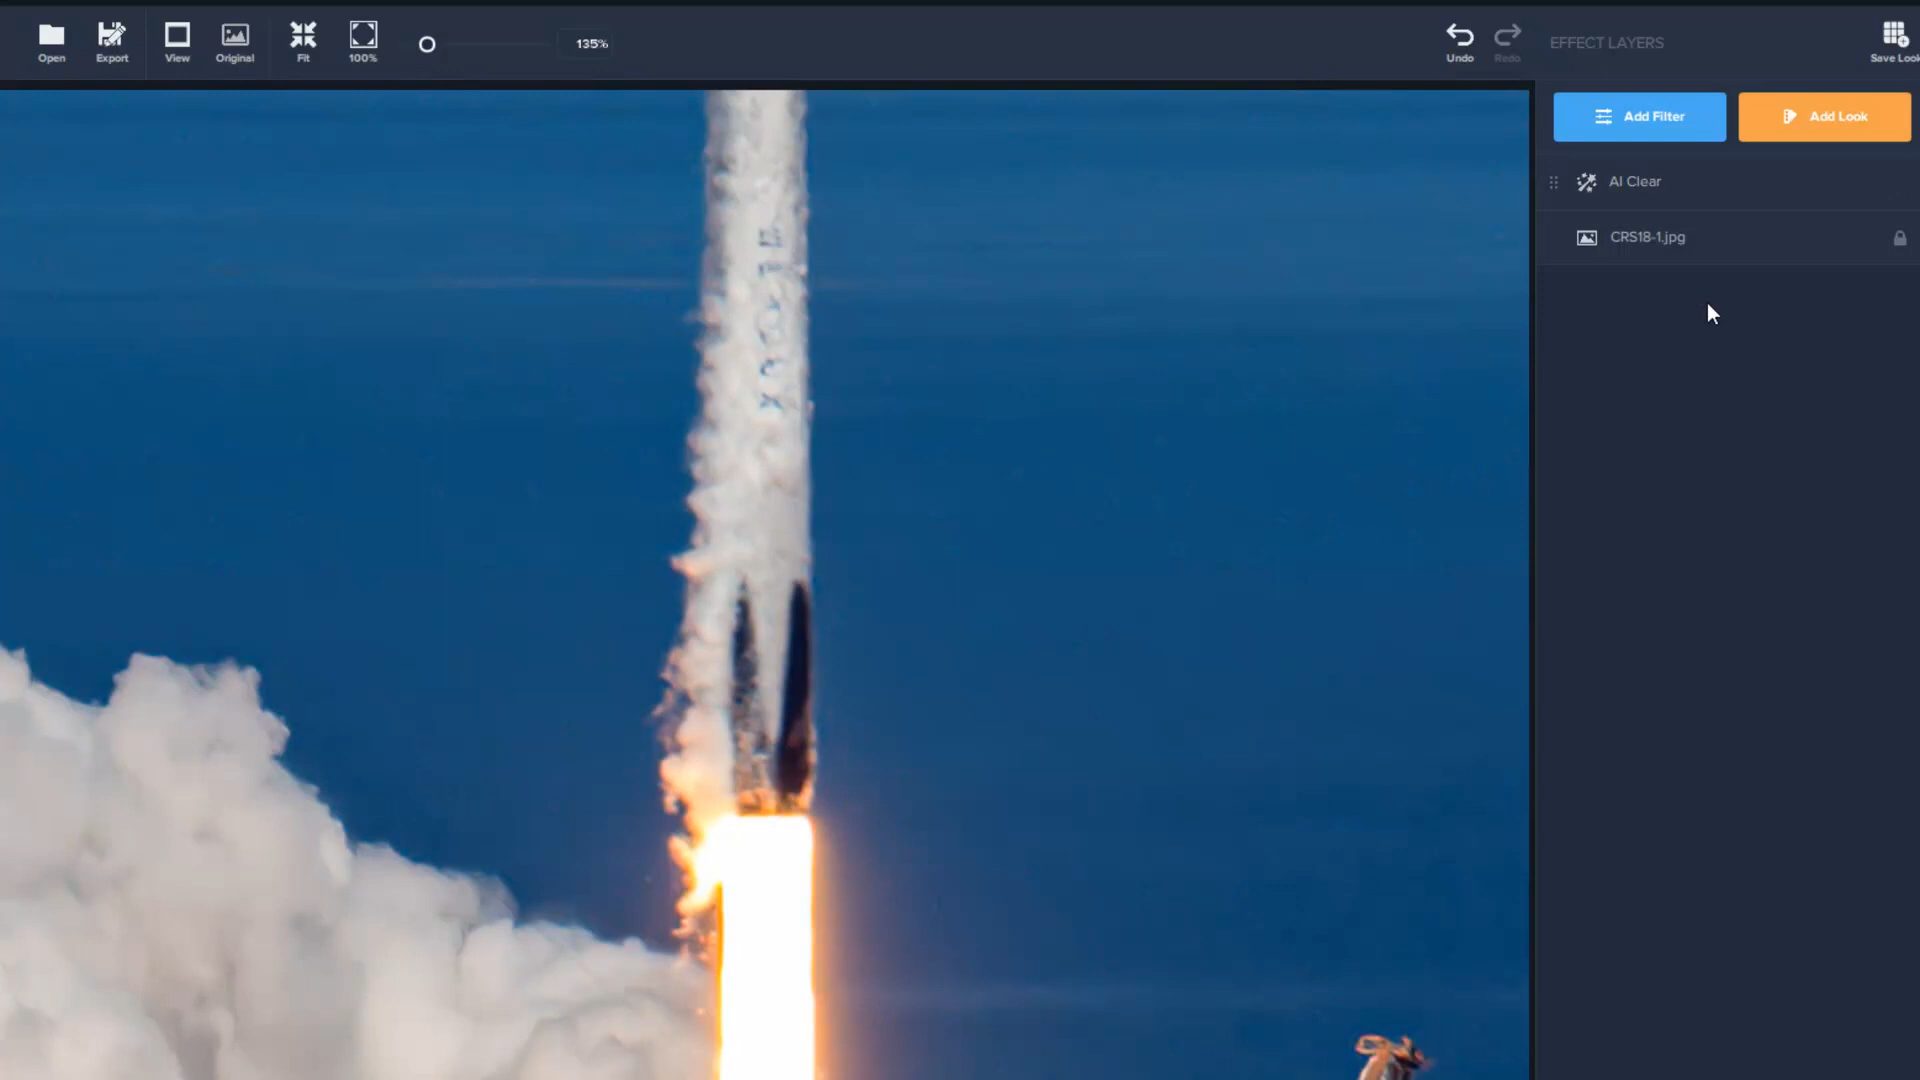 Open
Export
View
Original
Fit
100%
135%
Undo
Redo
EFFECT LAYERS
Save Look
Add Filter
Add Look
AI Clear
CRS18-1.jpg